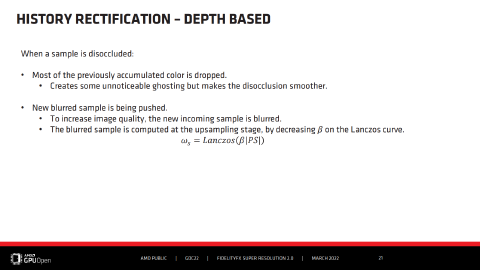 HISTORY RECTIFICATION – DEPTH BASED
When a sample is disoccluded:
• Most of the previously accumulated color is dropped.
• Creates some unnoticeable ghosting but makes the disocclusion smoother.
• New blurred sample is being pushed.
• To increase image quality, the new incoming sample is blurred.
• The blurred sample is computed at the upsampling stage, by decreasing β on the Lanczos curve.
ωₛ = Lanczos(β|PS|)
AMD
GPUOpen
AMD PUBLIC | GDC22 | FIDELITYFX SUPER RESOLUTION 2.0 | MARCH 2022 21